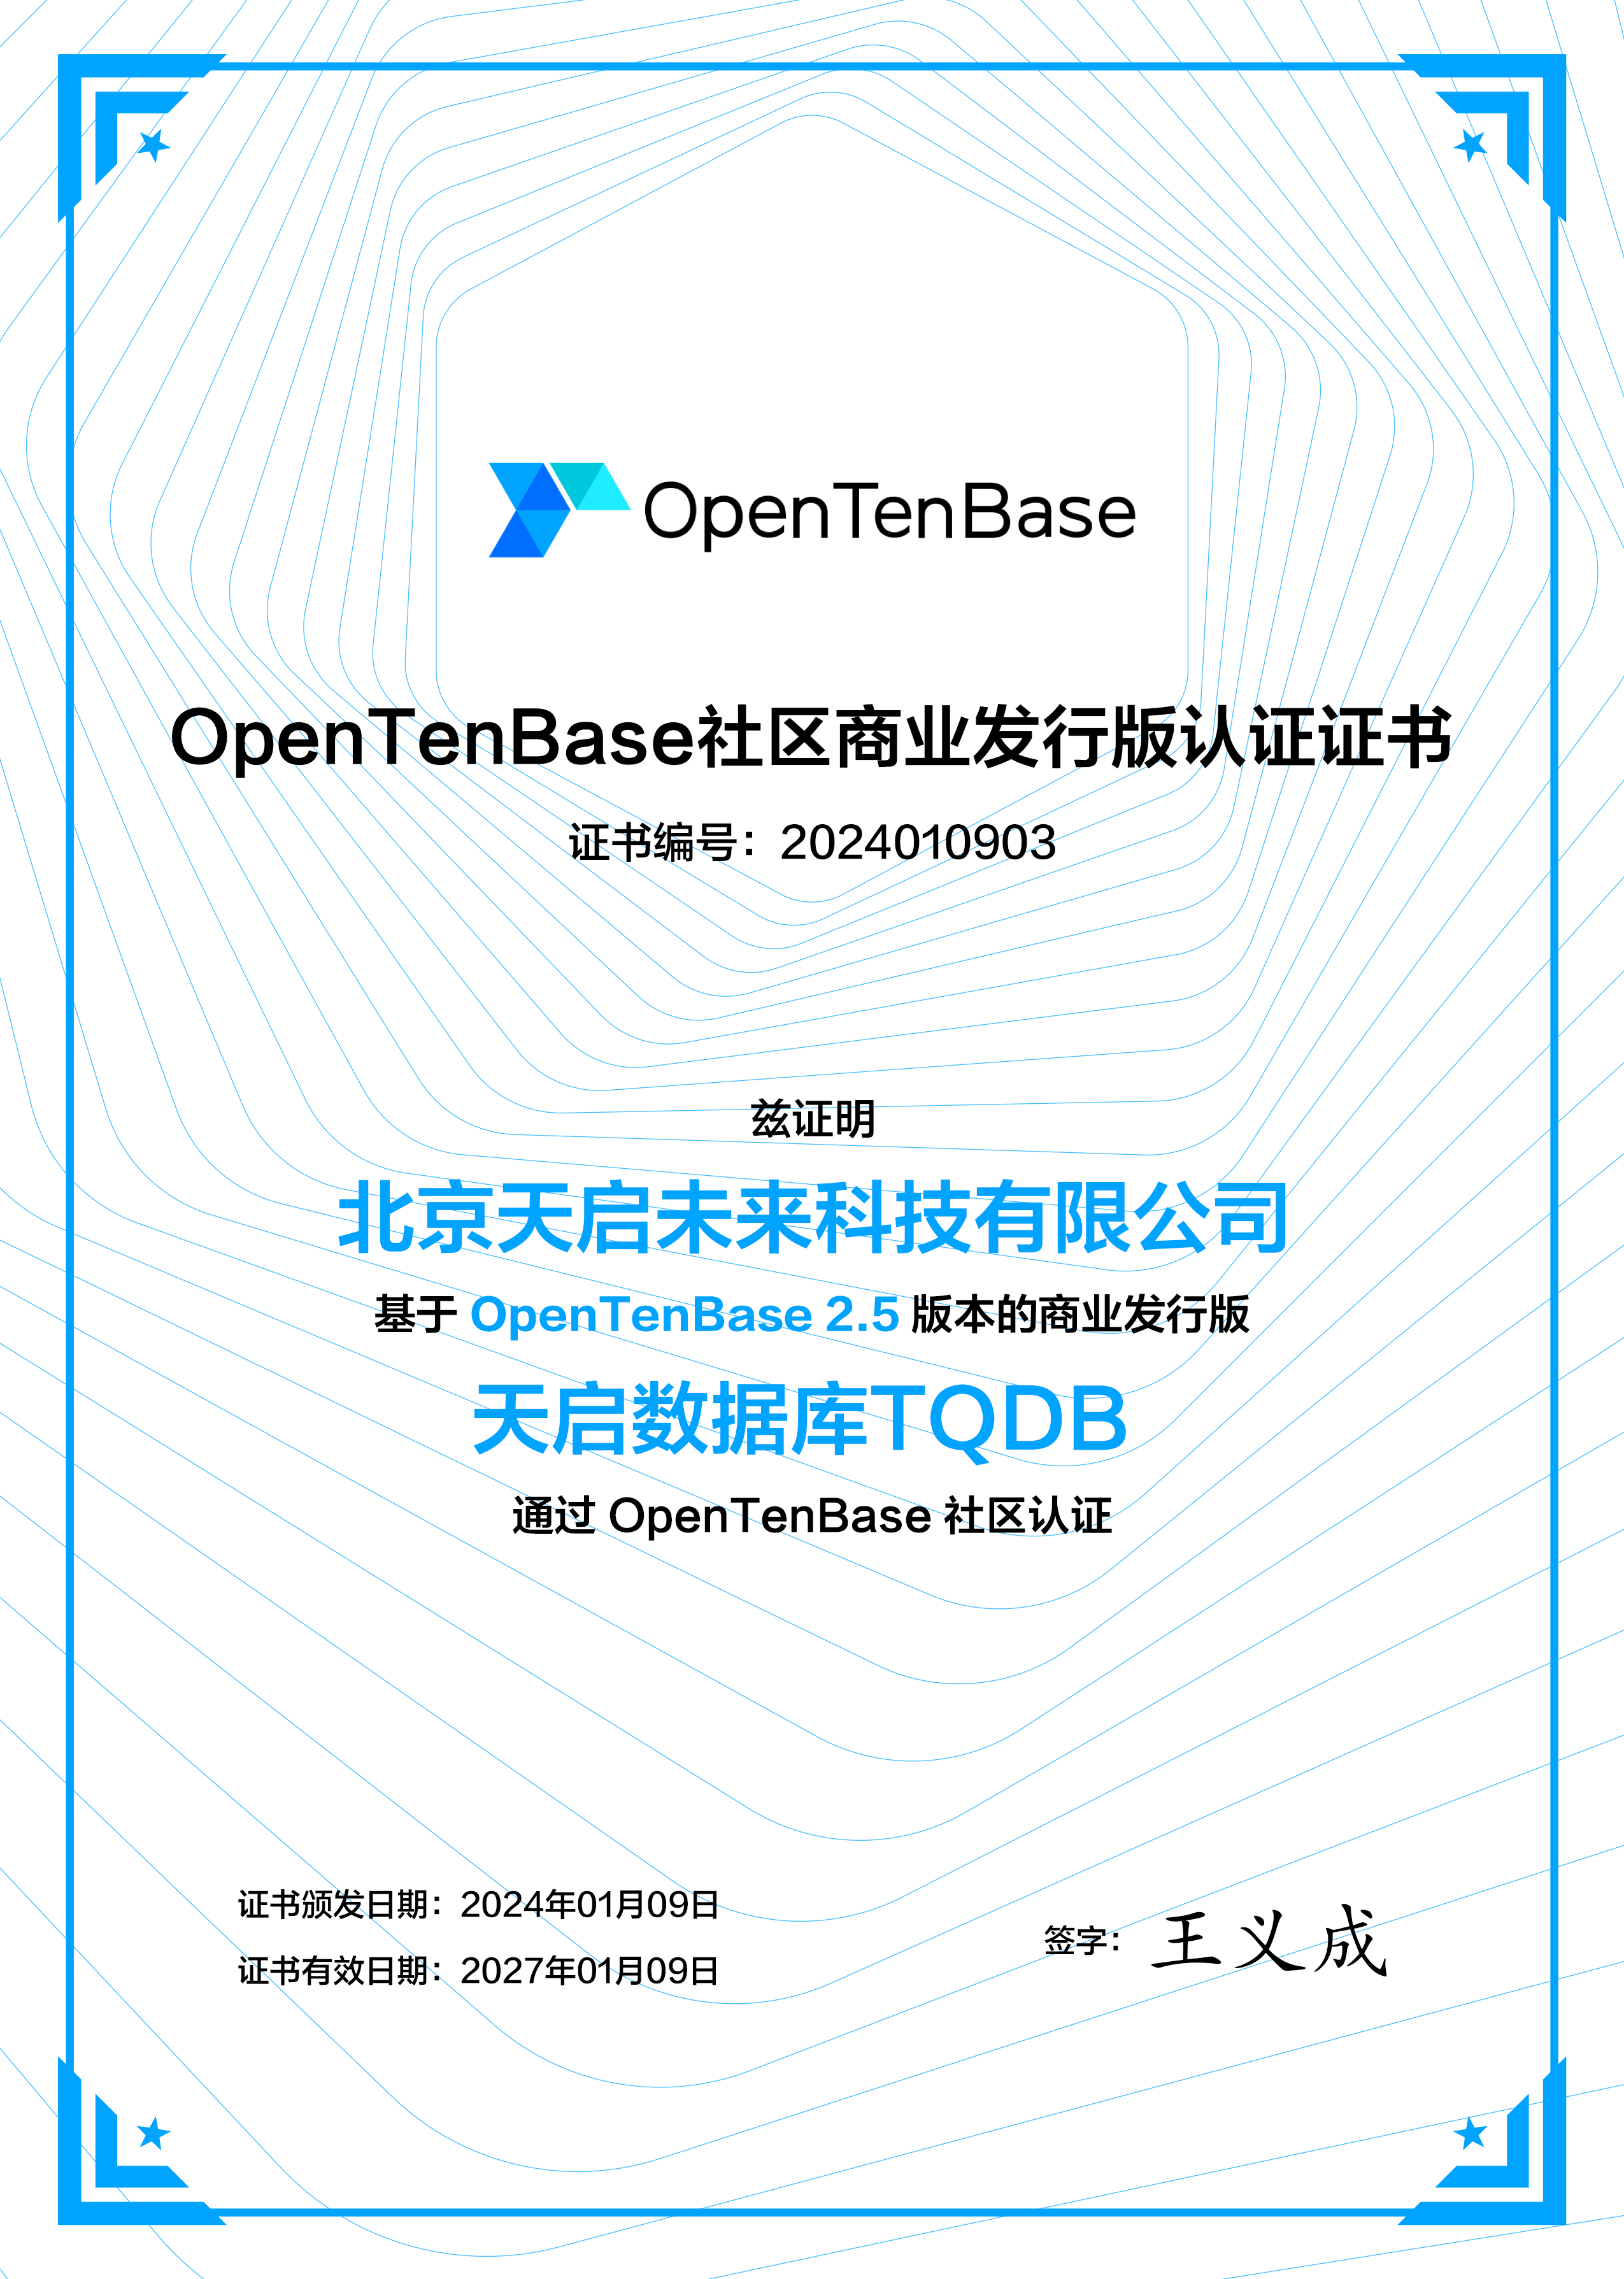 OpenTenBase
OpenTenBase社区商业发行版认证证书
证书编号：2024010903
兹证明
北京天启未来科技有限公司
基于 OpenTenBase 2.5 版本的商业发行版
天启数据库TQDB
通过 OpenTenBase 社区认证
证书颁发日期：2024年01月09日
证书有效日期：2027年01月09日
签字：王义成